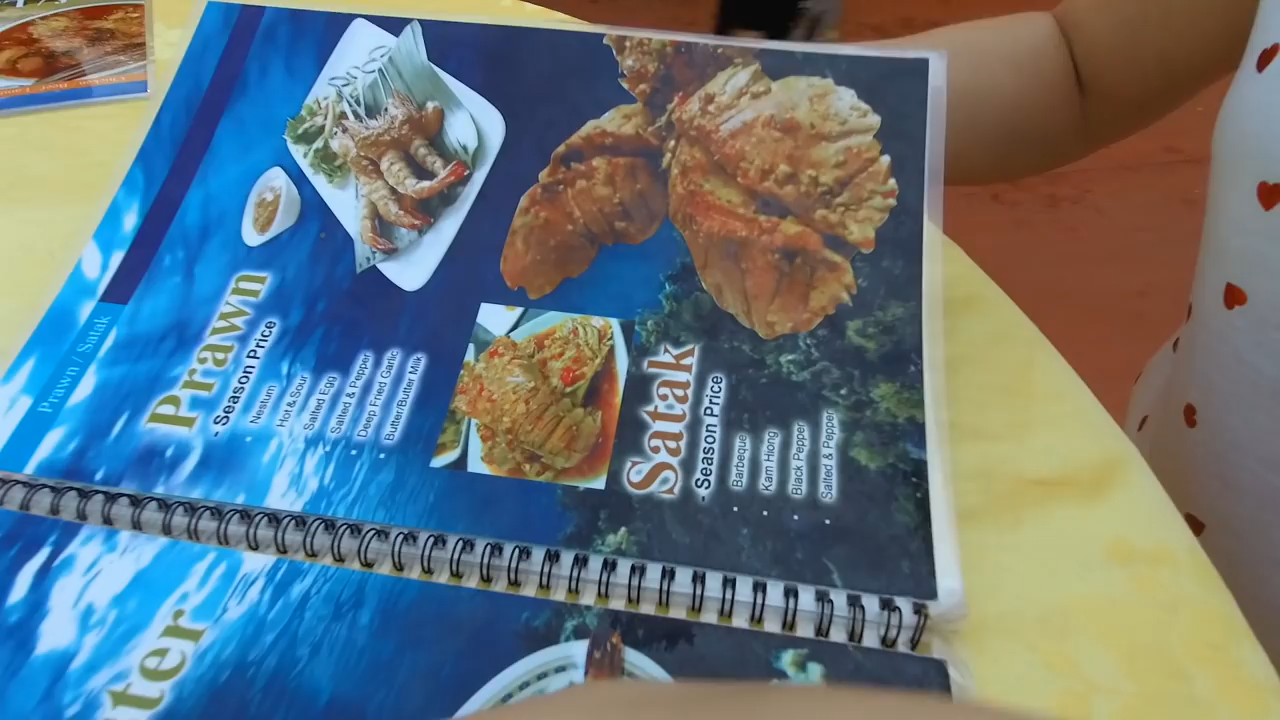 Prawn / Satak
Prawn
- Season Price
Nestum
Hot & Sour
Salted Egg
Salted & Pepper
Deep Fried Garlic
Butter/Butter Milk
Satak
- Season Price
Barbeque
Kam Hiong
Black Pepper
Salted & Pepper
ter
Chicken